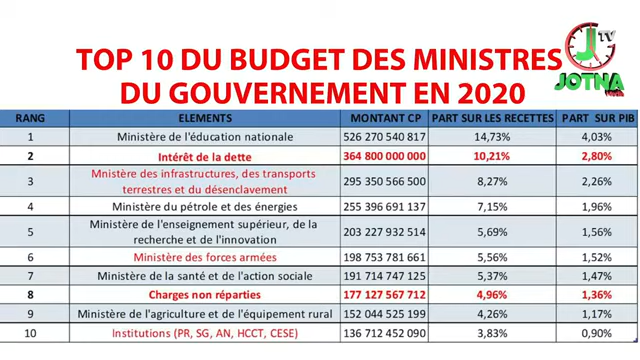 TOP 10 DU BUDGET DES MINISTRES
DU GOUVERNEMENT EN 2020
TV
JOTNA
RANG ELEMENTS MONTANT CP PART SUR LES RECETTES PART SUR PIB
1 Ministère de l'éducation nationale 526 270 540 817 14,73% 4,03%
2 Intérêt de la dette 364 800 000 000 10,21% 2,80%
3 Mnistère des infrastructures, des transports
terrestres et du désenclavement 295 350 566 500 8,27% 2,26%
4 Ministère du pétrole et des énergies 255 396 691 137 7,15% 1,96%
5 Ministère de l'enseignement supérieur, de la
recherche et de l'innovation 203 227 932 514 5,69% 1,56%
6 Ministère des forces armées 198 753 781 661 5,56% 1,52%
7 Ministère de la santé et de l'action sociale 191 714 747 125 5,37% 1,47%
8 Charges non réparties 177 127 567 712 4,96% 1,36%
9 Ministère de l'agriculture et de l'équipement rural 152 044 525 199 4,26% 1,17%
10 Institutions (PR, SG, AN, HCCT, CESE) 136 712 452 090 3,83% 0,90%